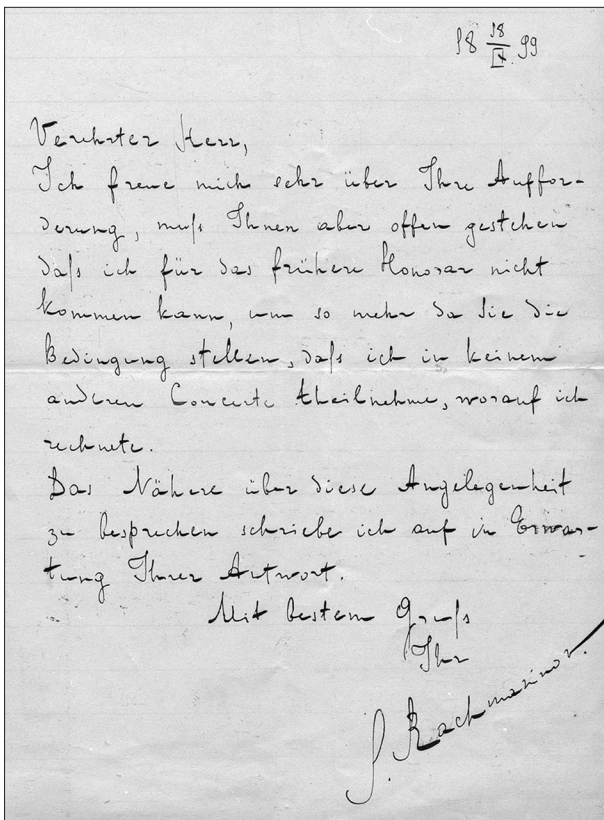 18 18/IX 99
Verehrter Herr,
Ich freue mich sehr über Ihre Auffor-
derung, muß Ihnen aber offen gestehen
daß ich für das frühere Honorar nicht
kommen kann, um so mehr da Sie die
Bedingung stellen, daß ich in keinem
anderen Concerte theilnehme, worauf ich
rechnete.
Das Nähere über diese Angelegenheit
zu besprechen schriebe ich auf in Erwar-
tung Ihrer Antwort.
Mit bestem Gruß
Ihr
S. Rachmaninov.